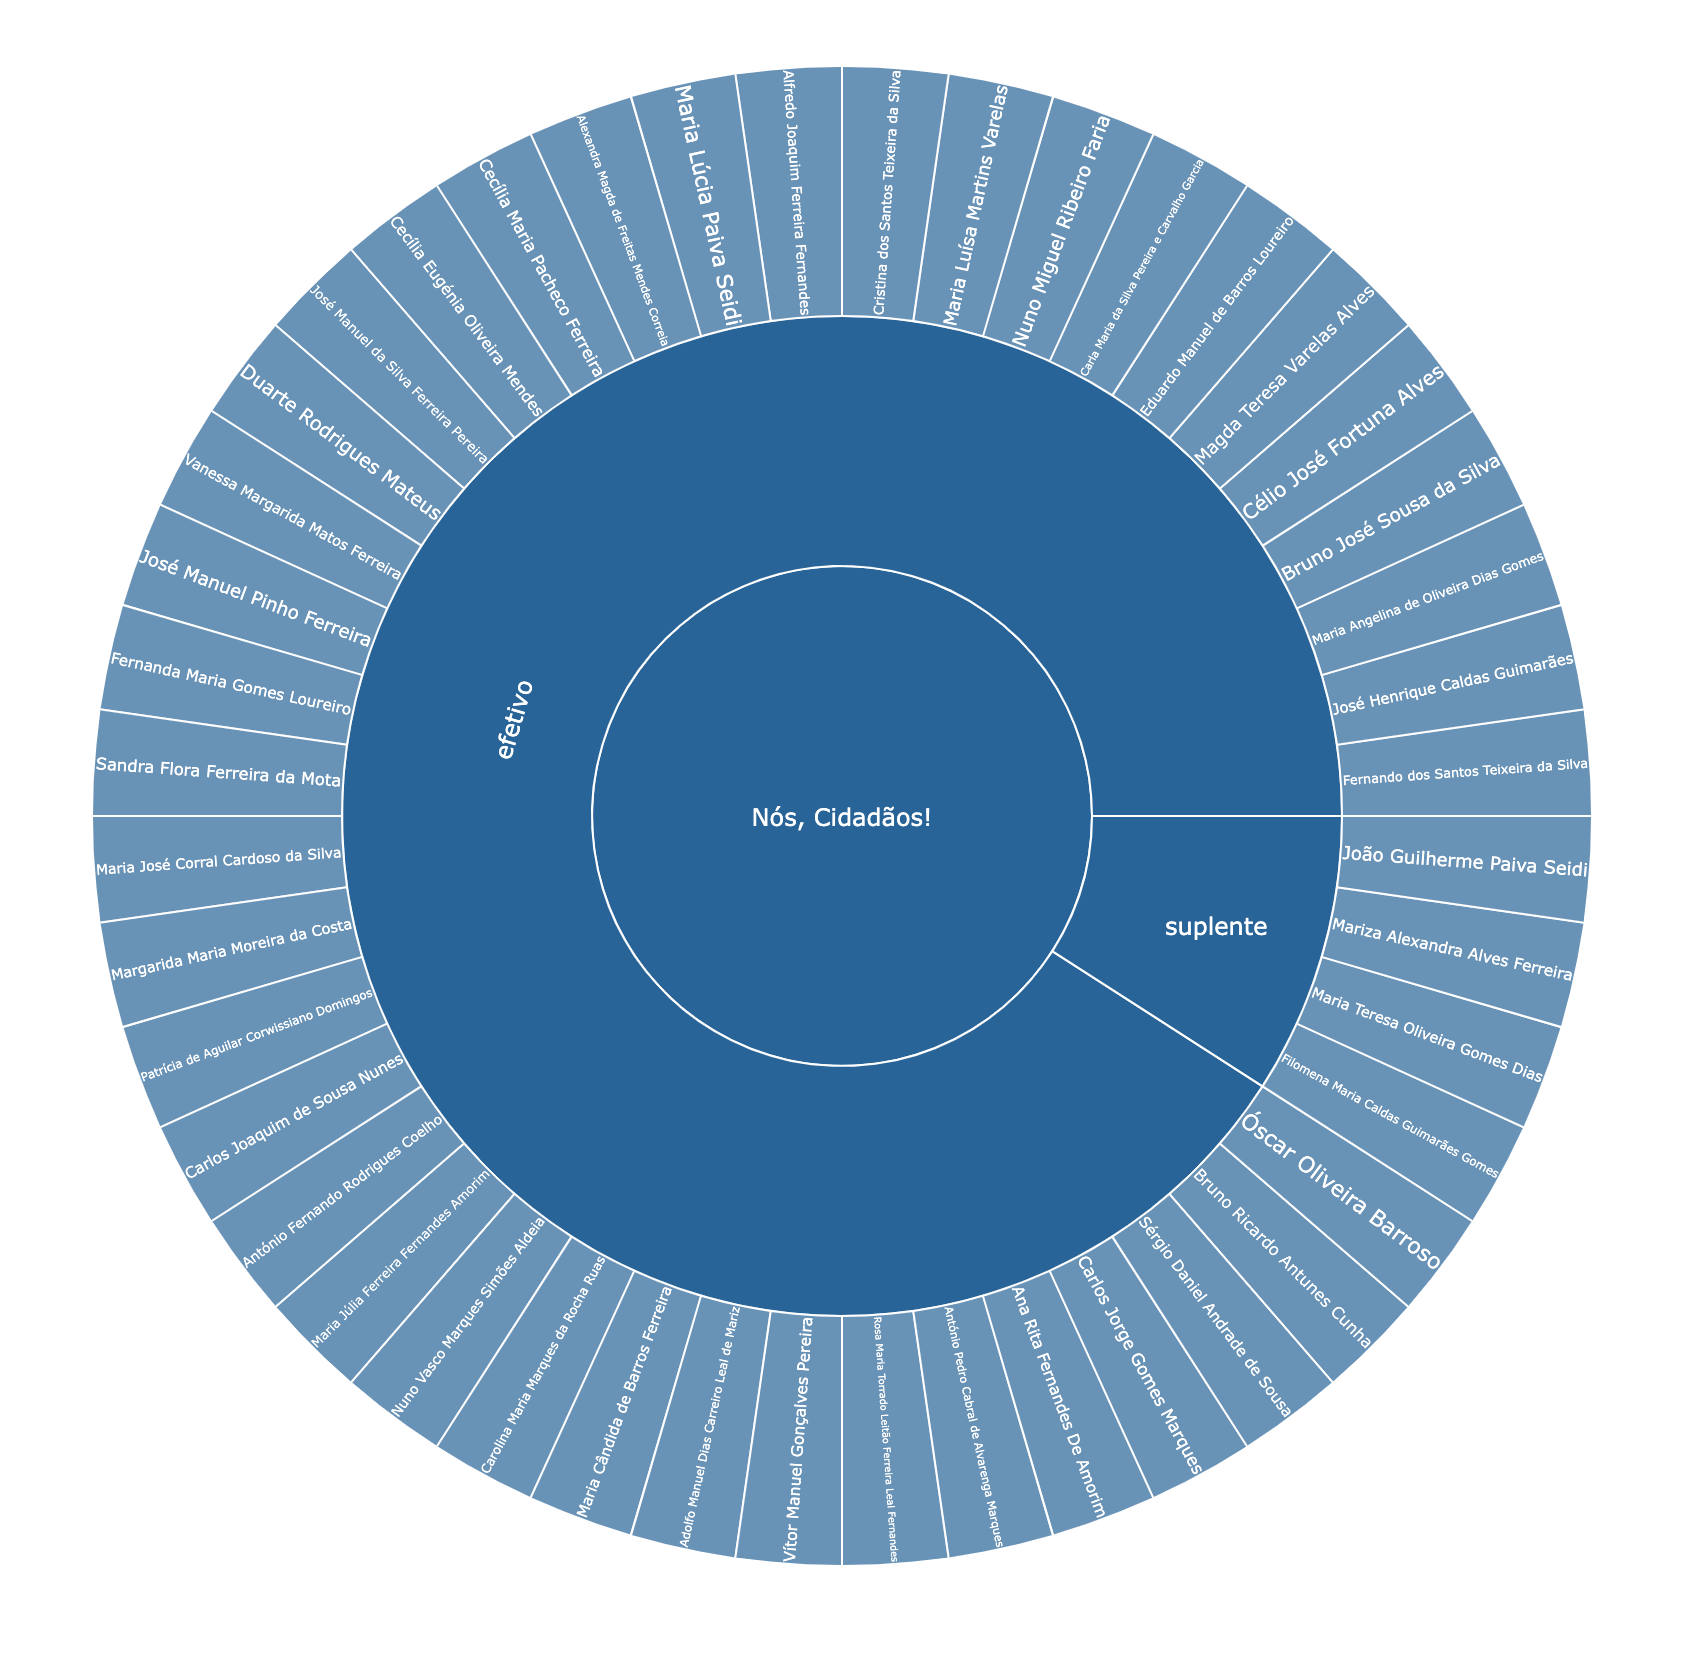 Nós, Cidadãos!
efetivo
suplente
Cristina dos Santos Teixeira da Silva
Maria Luísa Martins Varelas
Nuno Miguel Ribeiro Faria
Carla Maria da Silva Pereira e Carvalho Garcia
Eduardo Manuel de Barros Loureiro
Magda Teresa Varelas Alves
Célio José Fortuna Alves
Bruno José Sousa da Silva
Maria Angelina de Oliveira Dias Gomes
José Henrique Caldas Guimarães
Fernando dos Santos Teixeira da Silva
João Guilherme Paiva Seidi
Mariza Alexandra Alves Ferreira
Maria Teresa Oliveira Gomes Dias
Filomena Maria Caldas Guimarães Gomes
Óscar Oliveira Barroso
Bruno Ricardo Antunes Cunha
Sérgio Daniel Andrade de Sousa
Carlos Jorge Gomes Marques
Ana Rita Fernandes De Amorim
António Pedro Cabral de Alvarenga Marques
Rosa Maria Torrado Leitão Ferreira Leal Fernandes
Vítor Manuel Gonçalves Pereira
Adolfo Manuel Dias Carreiro Leal de Mariz
Maria Cândida de Barros Ferreira
Carolina Maria Marques da Rocha Ruas
Nuno Vasco Marques Simões Aldeia
Maria Júlia Ferreira Fernandes Amorim
António Fernando Rodrigues Coelho
Carlos Joaquim de Sousa Nunes
Patrícia de Aguilar Corwissiano Domingos
Margarida Maria Moreira da Costa
Maria José Corral Cardoso da Silva
Sandra Flora Ferreira da Mota
Fernanda Maria Gomes Loureiro
José Manuel Pinho Ferreira
Vanessa Margarida Matos Ferreira
Duarte Rodrigues Mateus
José Manuel da Silva Ferreira Pereira
Cecília Eugénia Oliveira Mendes
Cecília Maria Pacheco Ferreira
Alexandra Magda de Freitas Mendes Correia
Maria Lúcia Paiva Seidi
Alfredo Joaquim Ferreira Fernandes